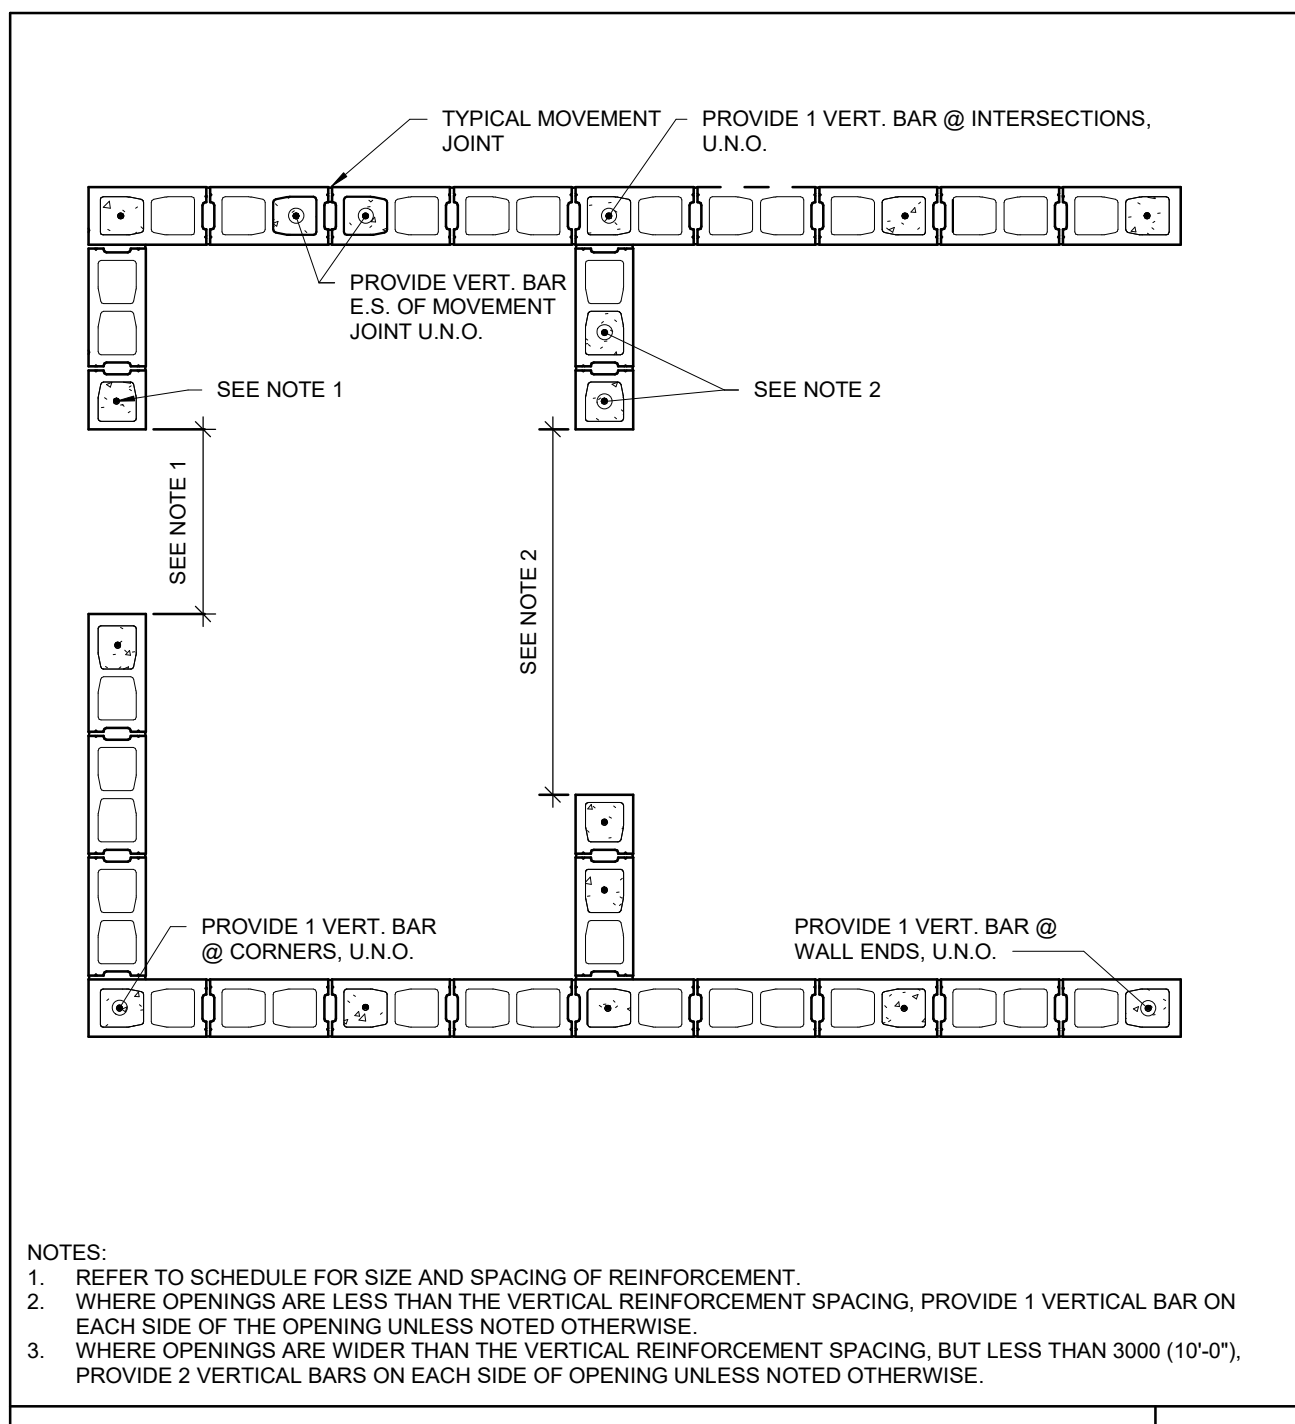 TYPICAL MOVEMENT
JOINT
PROVIDE 1 VERT. BAR @ INTERSECTIONS,
U.N.O.
PROVIDE VERT. BAR
E.S. OF MOVEMENT
JOINT U.N.O.
SEE NOTE 1
SEE NOTE 2
SEE NOTE 1
SEE NOTE 2
PROVIDE 1 VERT. BAR
@ CORNERS, U.N.O.
PROVIDE 1 VERT. BAR @
WALL ENDS, U.N.O.
NOTES:
1. REFER TO SCHEDULE FOR SIZE AND SPACING OF REINFORCEMENT.
2. WHERE OPENINGS ARE LESS THAN THE VERTICAL REINFORCEMENT SPACING, PROVIDE 1 VERTICAL BAR ON
EACH SIDE OF THE OPENING UNLESS NOTED OTHERWISE.
3. WHERE OPENINGS ARE WIDER THAN THE VERTICAL REINFORCEMENT SPACING, BUT LESS THAN 3000 (10'-0"),
PROVIDE 2 VERTICAL BARS ON EACH SIDE OF OPENING UNLESS NOTED OTHERWISE.